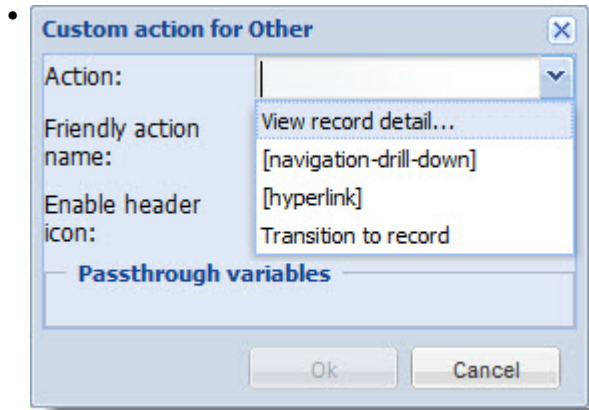 Custom action for Other
Action:
View record detail...
Friendly action
name:
[navigation-drill-down]
[hyperlink]
Enable header
icon:
Transition to record
Passthrough variables
Ok
Cancel